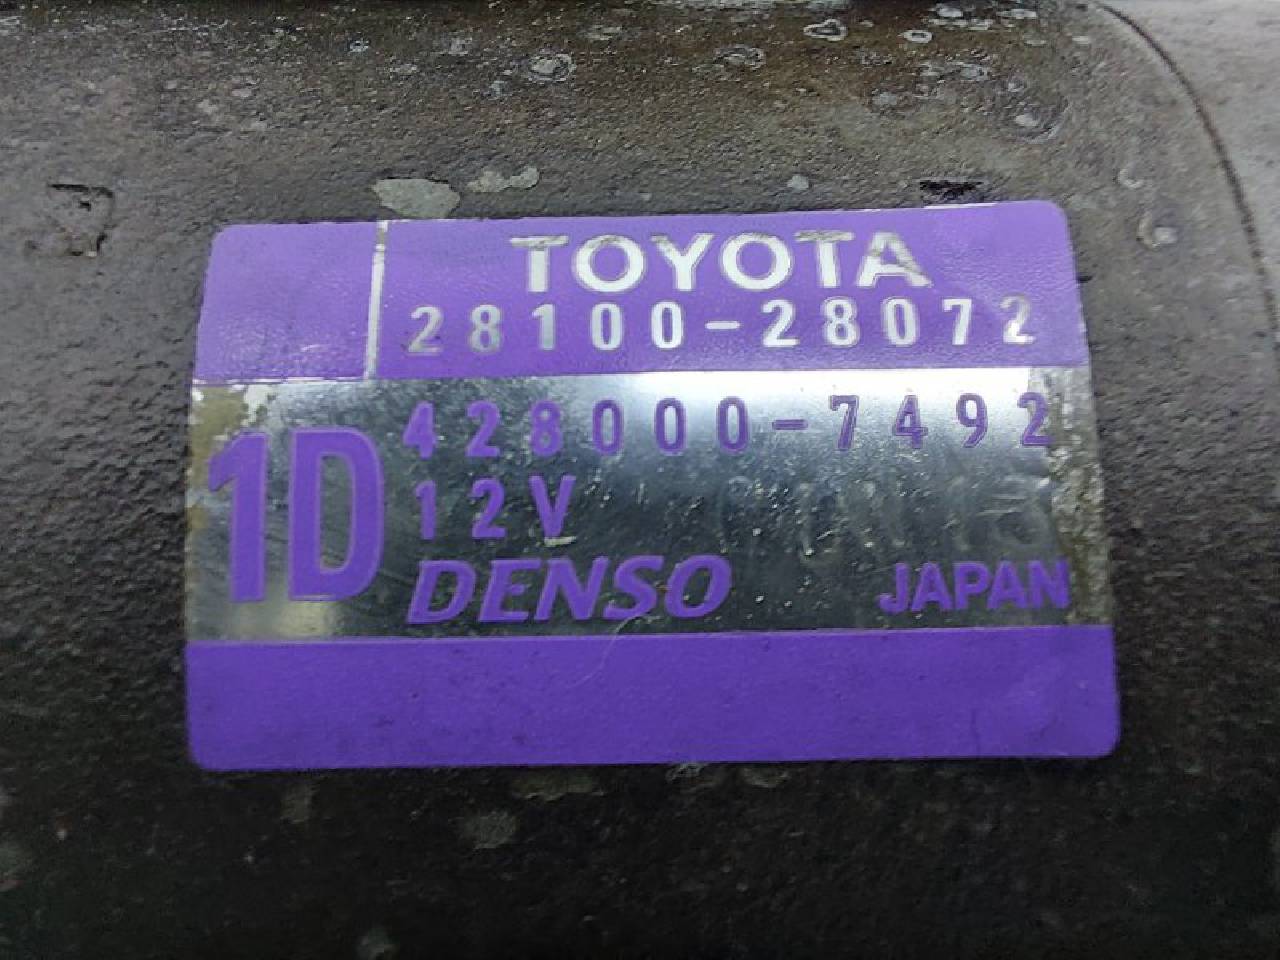 TOYOTA
28100-28072
1D
428000-7492
12V
DENSO JAPAN